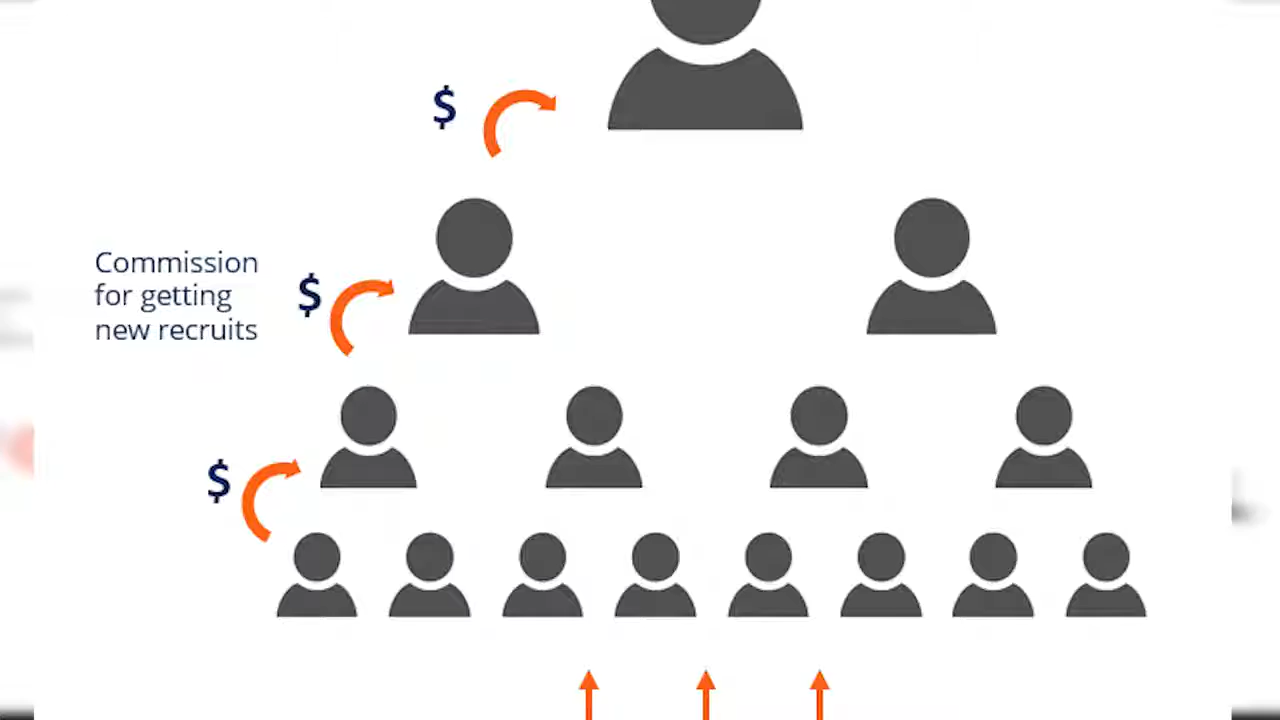 $
Commission
for getting
new recruits
$
$